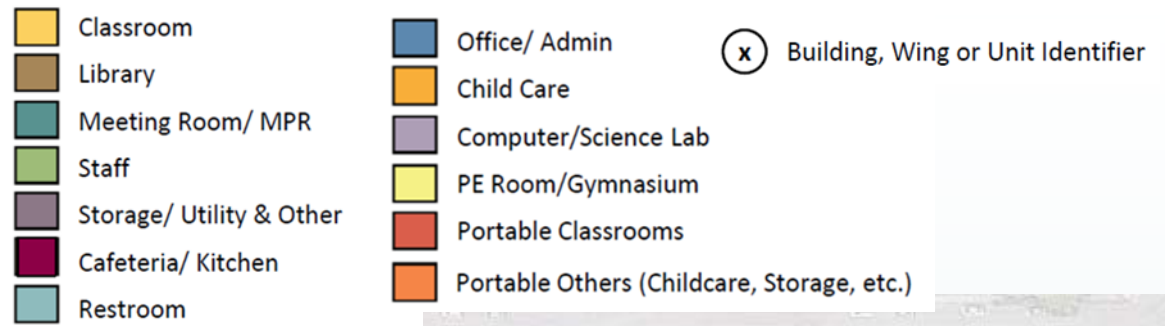 Classroom
Library
Meeting Room/ MPR
Staff
Storage/ Utility & Other
Cafeteria/ Kitchen
Restroom
Office/ Admin
Child Care
Computer/Science Lab
PE Room/Gymnasium
Portable Classrooms
Portable Others (Childcare, Storage, etc.)
x Building, Wing or Unit Identifier